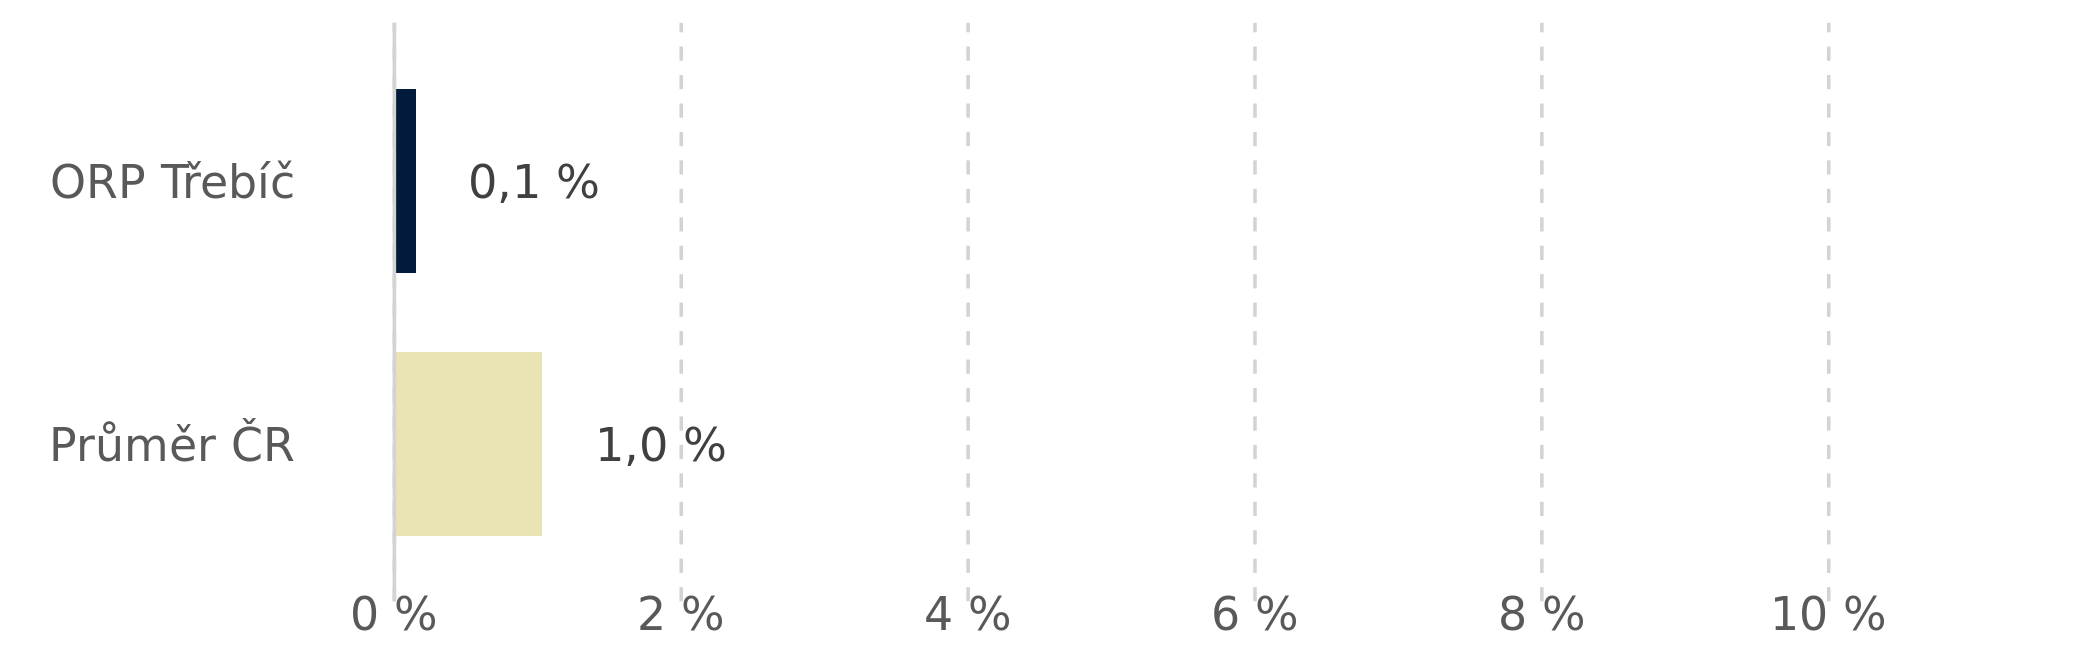 ORP Třebíč 0,1 %
Průměr ČR 1,0 %
0 % 2 % 4 % 6 % 8 % 10 %